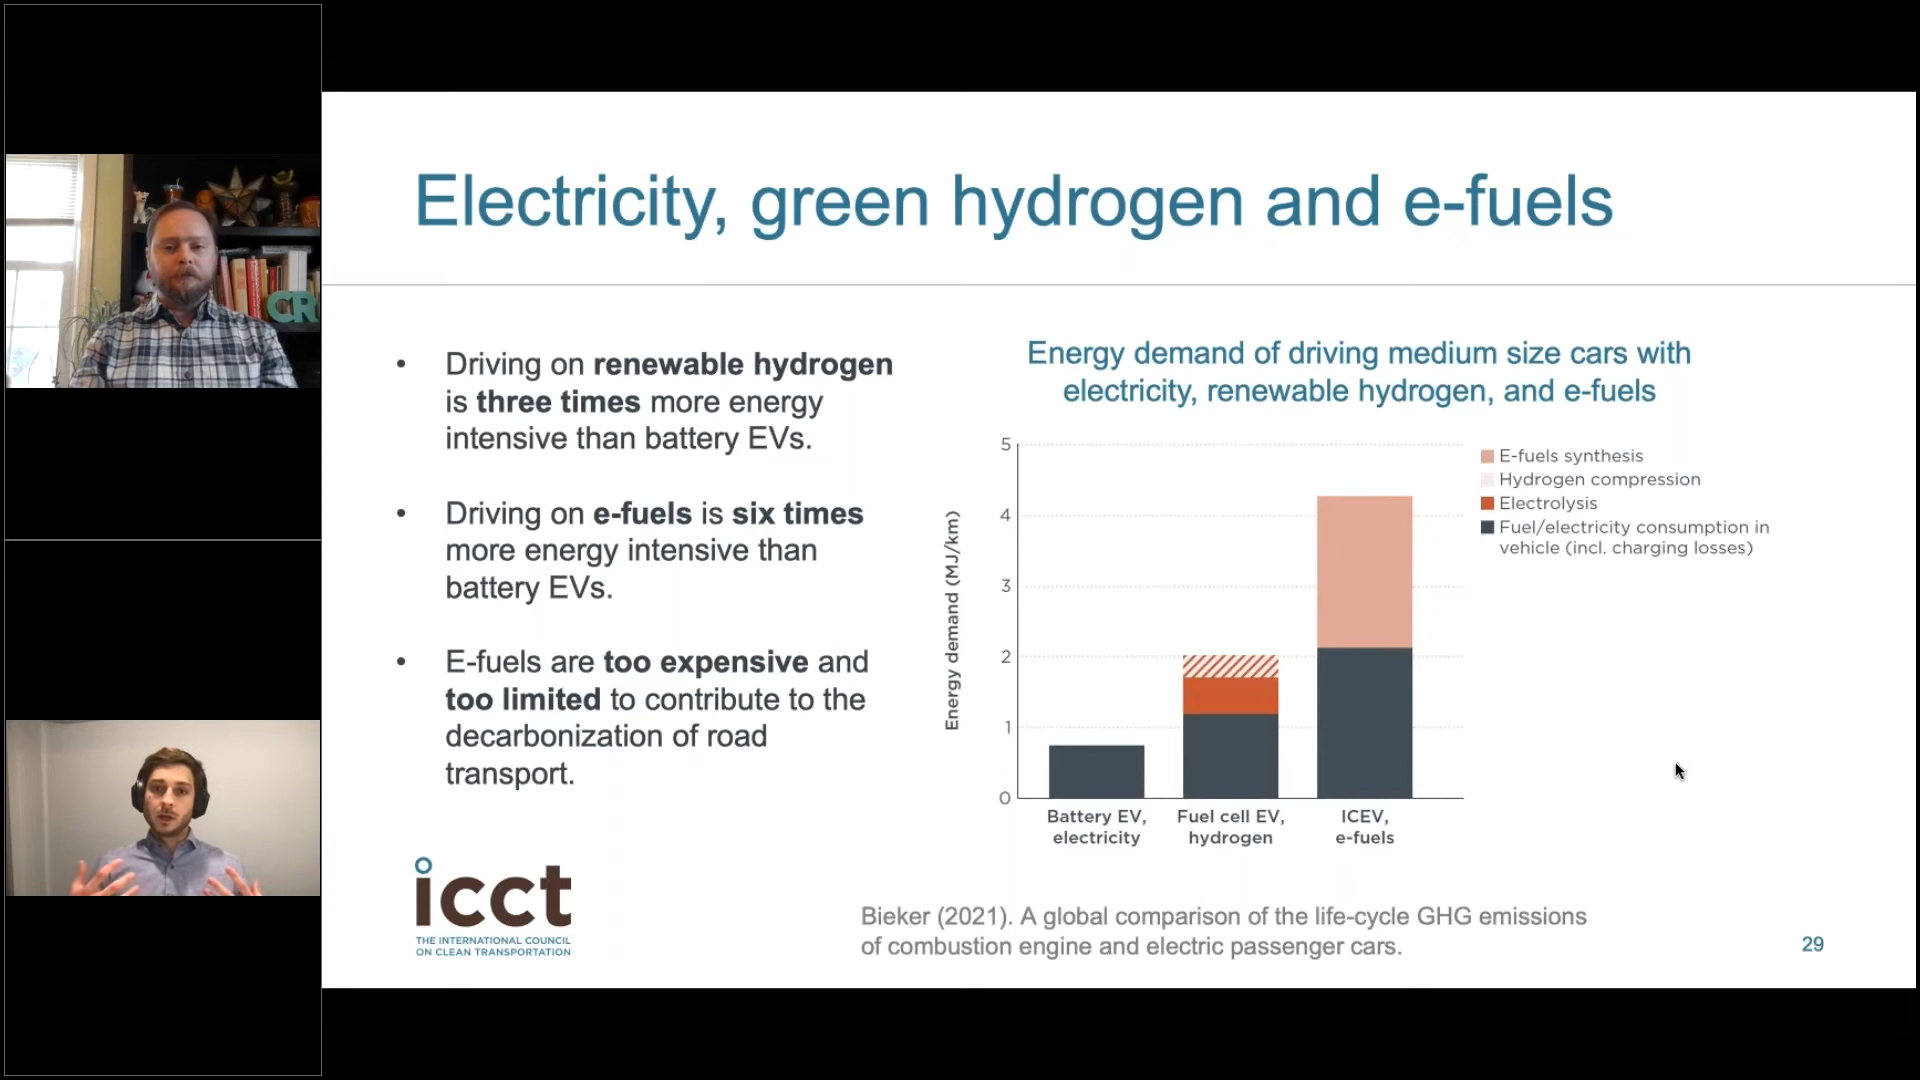 Electricity, green hydrogen and e-fuels
• Driving on renewable hydrogen
is three times more energy
intensive than battery EVs.
• Driving on e-fuels is six times
more energy intensive than
battery EVs.
• E-fuels are too expensive and
too limited to contribute to the
decarbonization of road
transport.
Energy demand of driving medium size cars with
electricity, renewable hydrogen, and e-fuels
Energy demand (MJ/km)
5
4
3
2
1
0
Battery EV,
electricity
Fuel cell EV,
hydrogen
ICEV,
e-fuels
E-fuels synthesis
Hydrogen compression
Electrolysis
Fuel/electricity consumption in
vehicle (incl. charging losses)
icct
THE INTERNATIONAL COUNCIL
ON CLEAN TRANSPORTATION
Bieker (2021). A global comparison of the life-cycle GHG emissions
of combustion engine and electric passenger cars.
29
CR